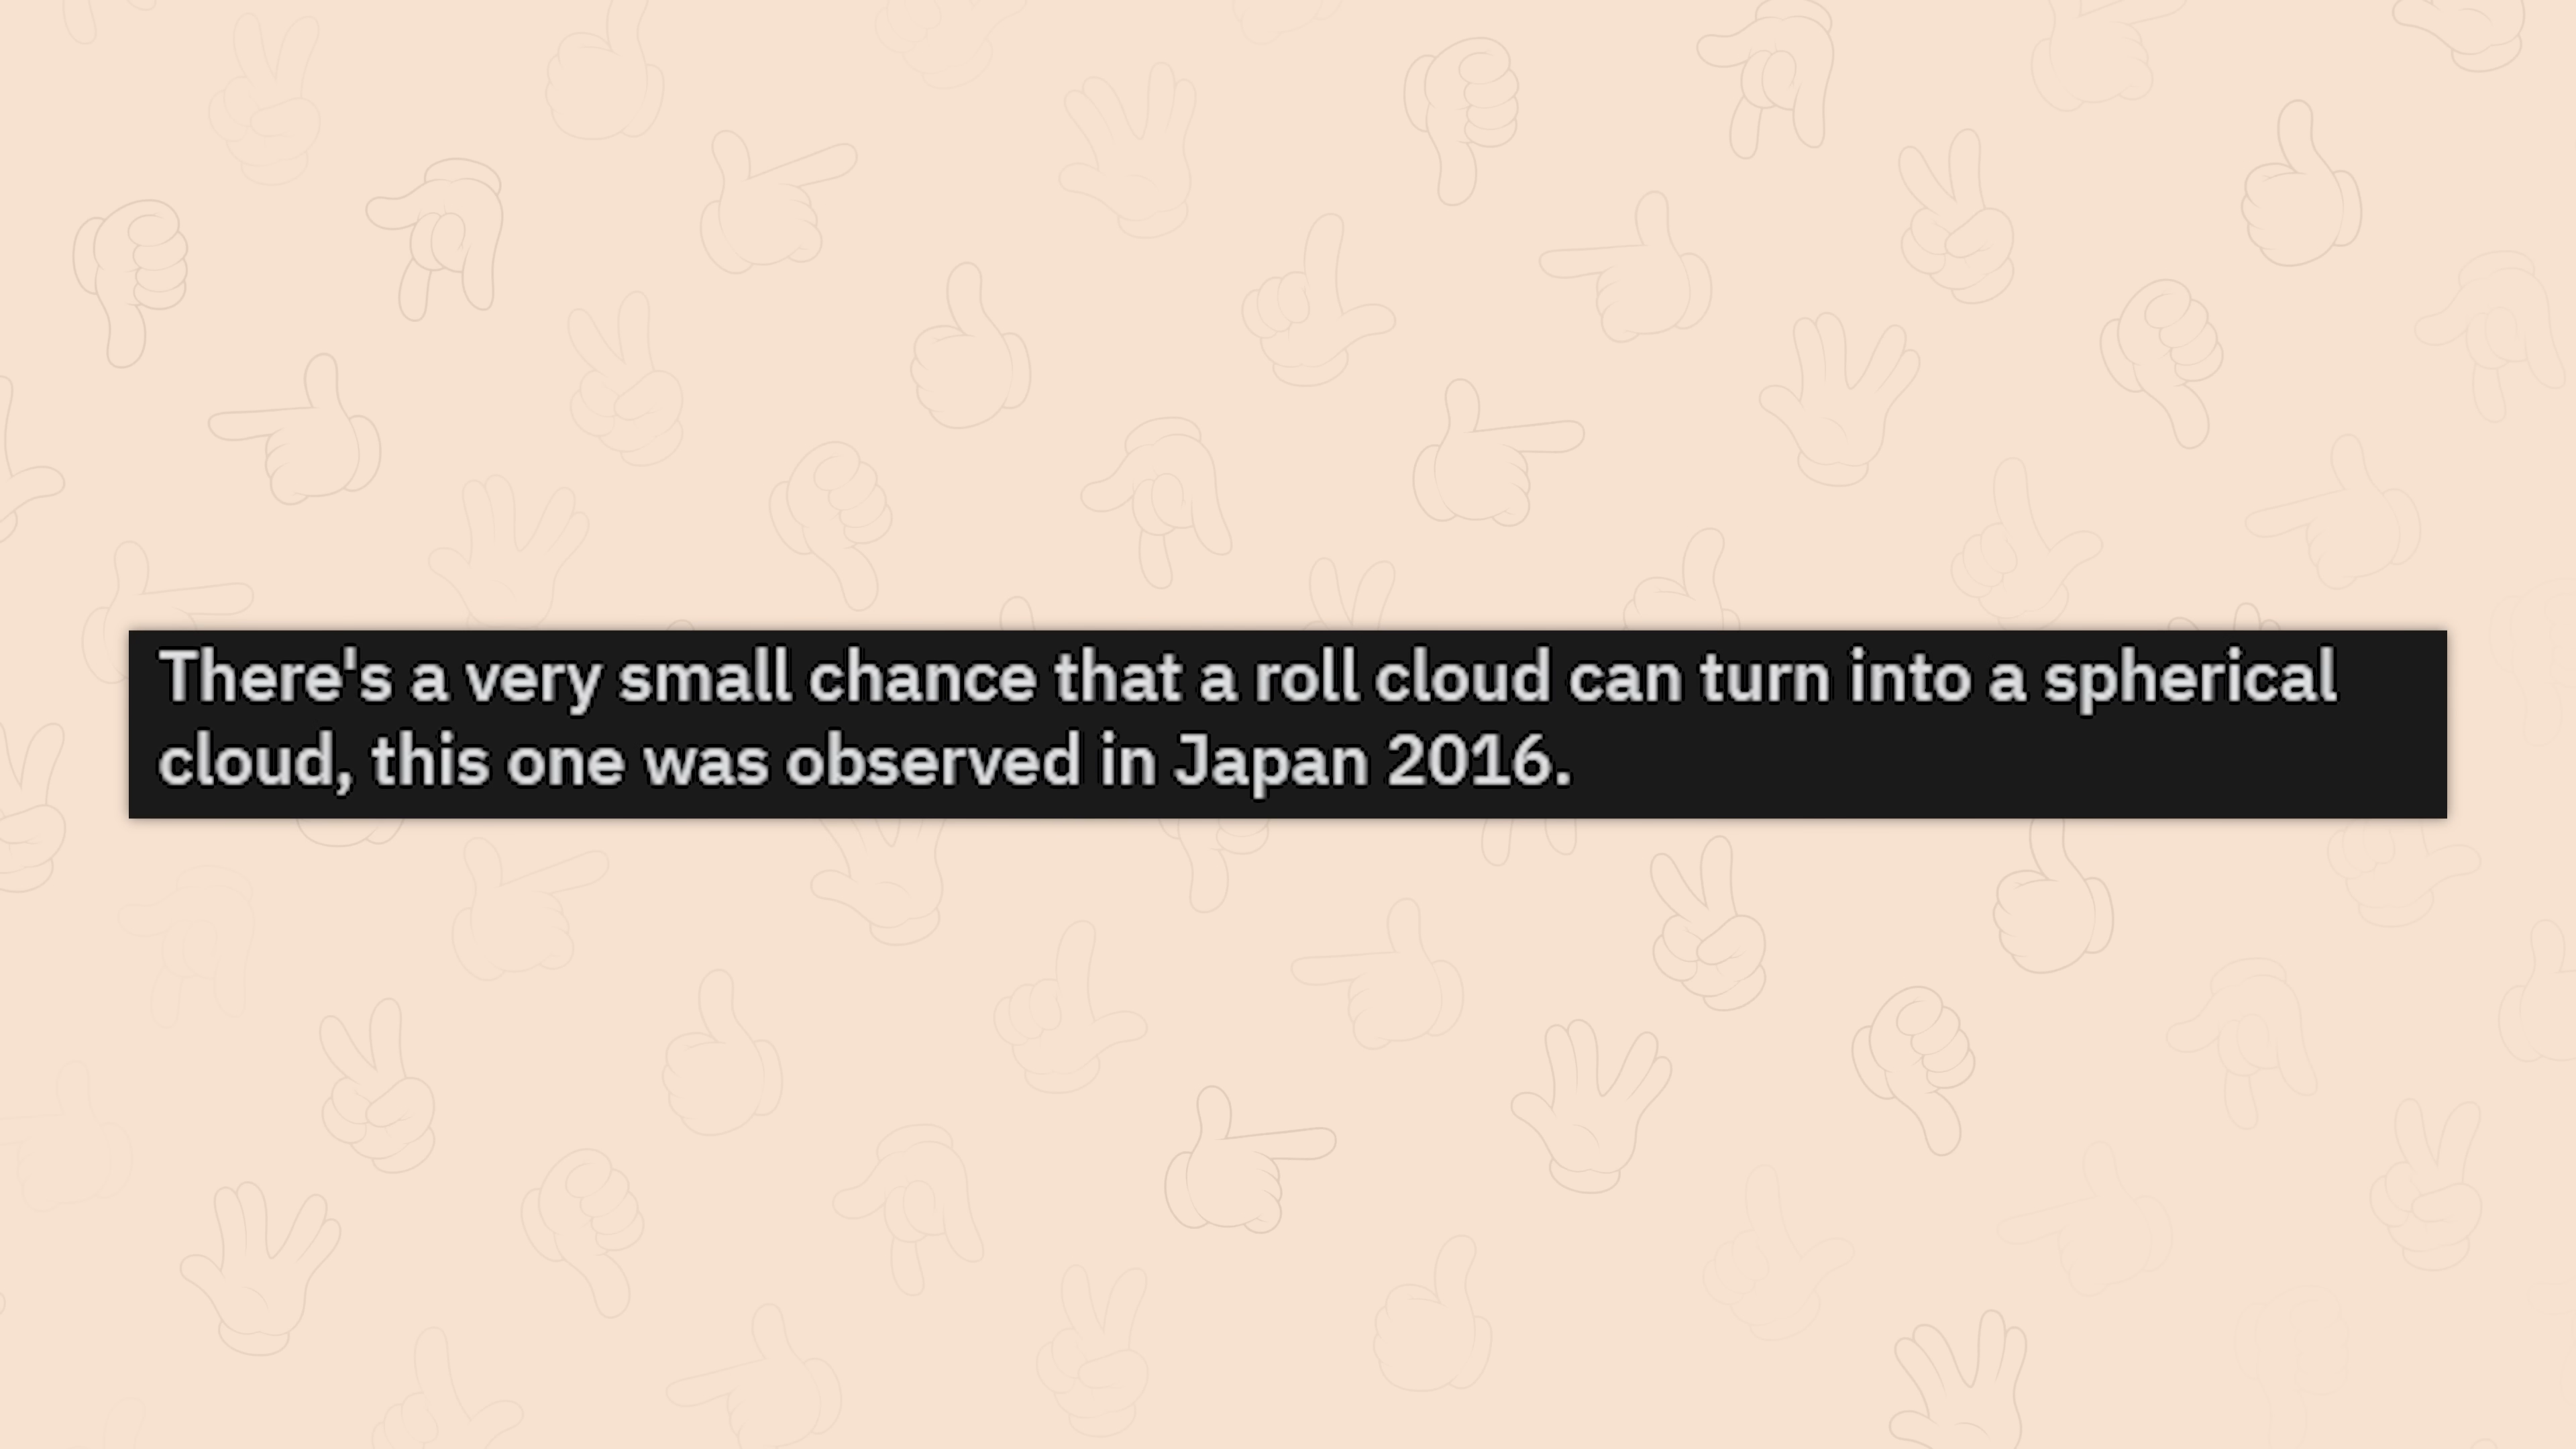 There's a very small chance that a roll cloud can turn into a spherical
cloud, this one was observed in Japan 2016.